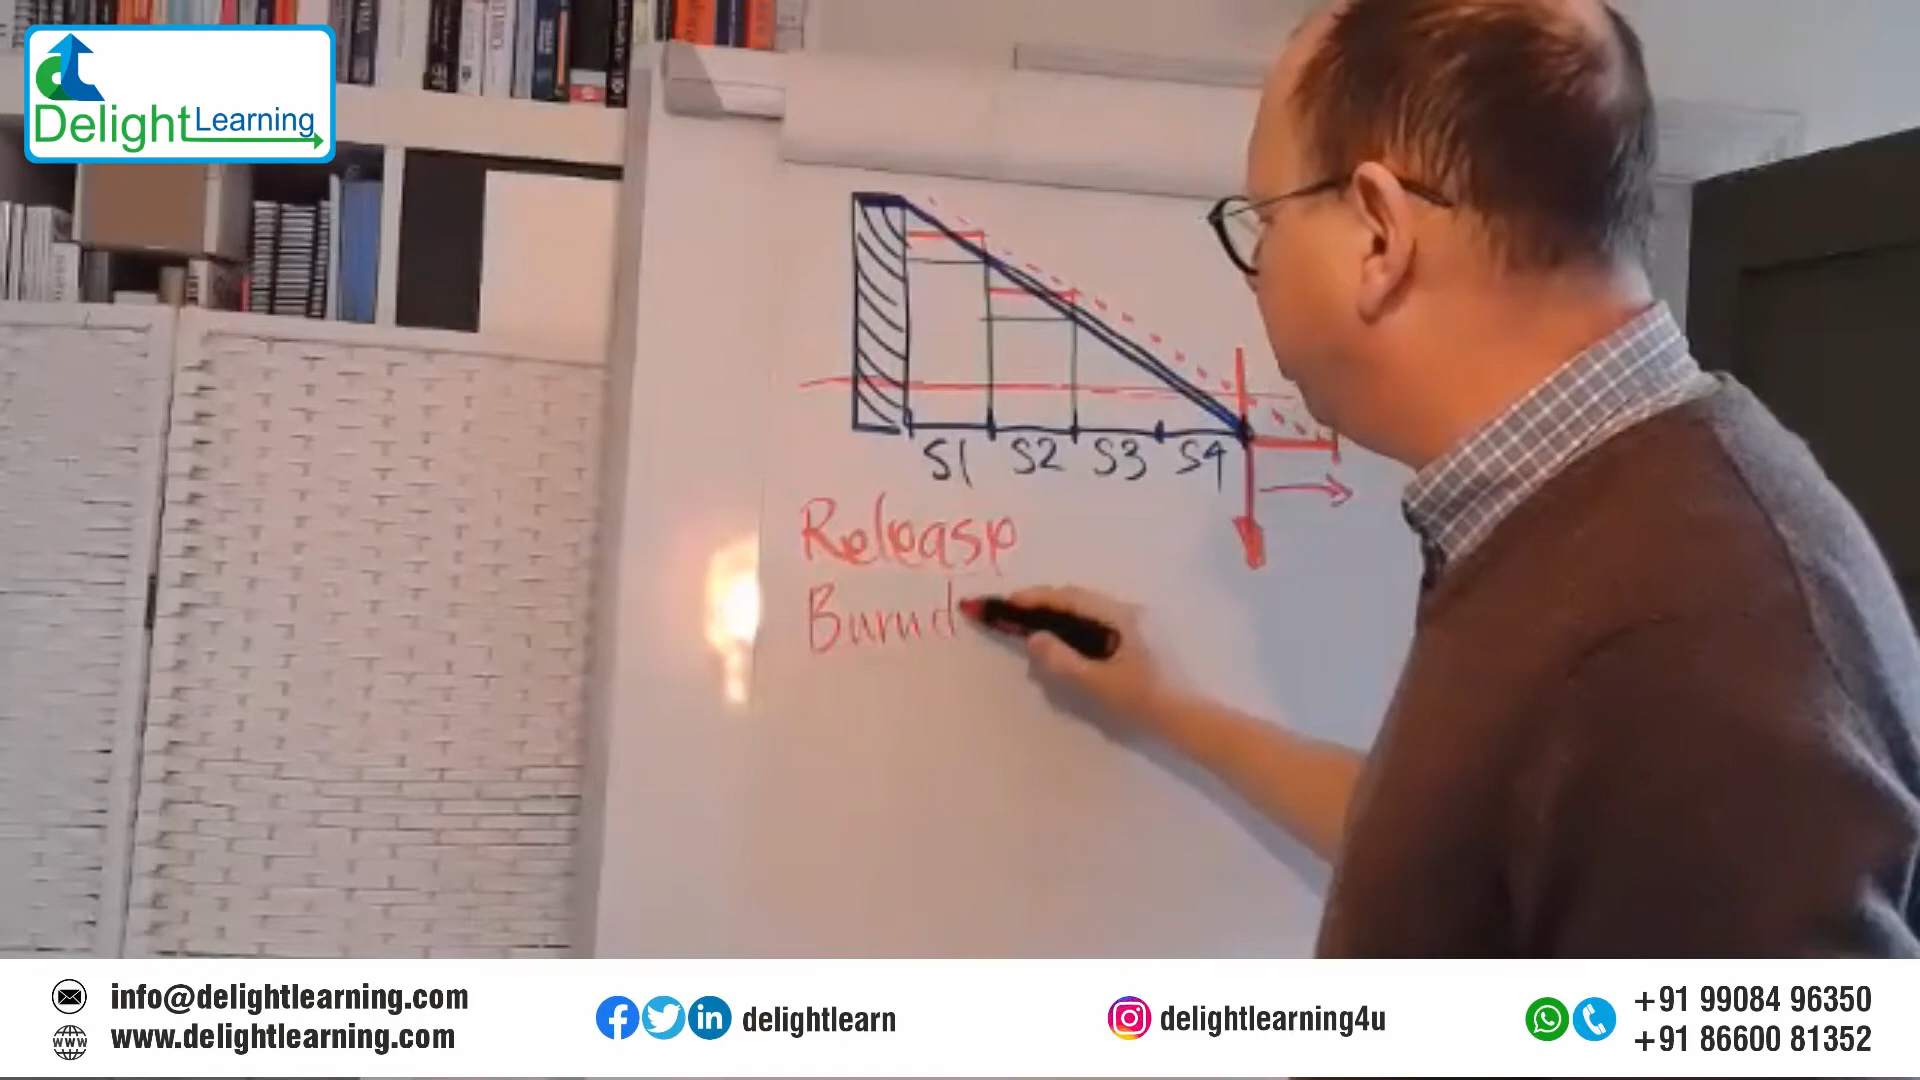 Delight Learning
S1 S2 S3 S4
Release
Burnd
info@delightlearning.com
www.delightlearning.com
delightlearn
delightlearning4u
+91 99084 96350
+91 86600 81352